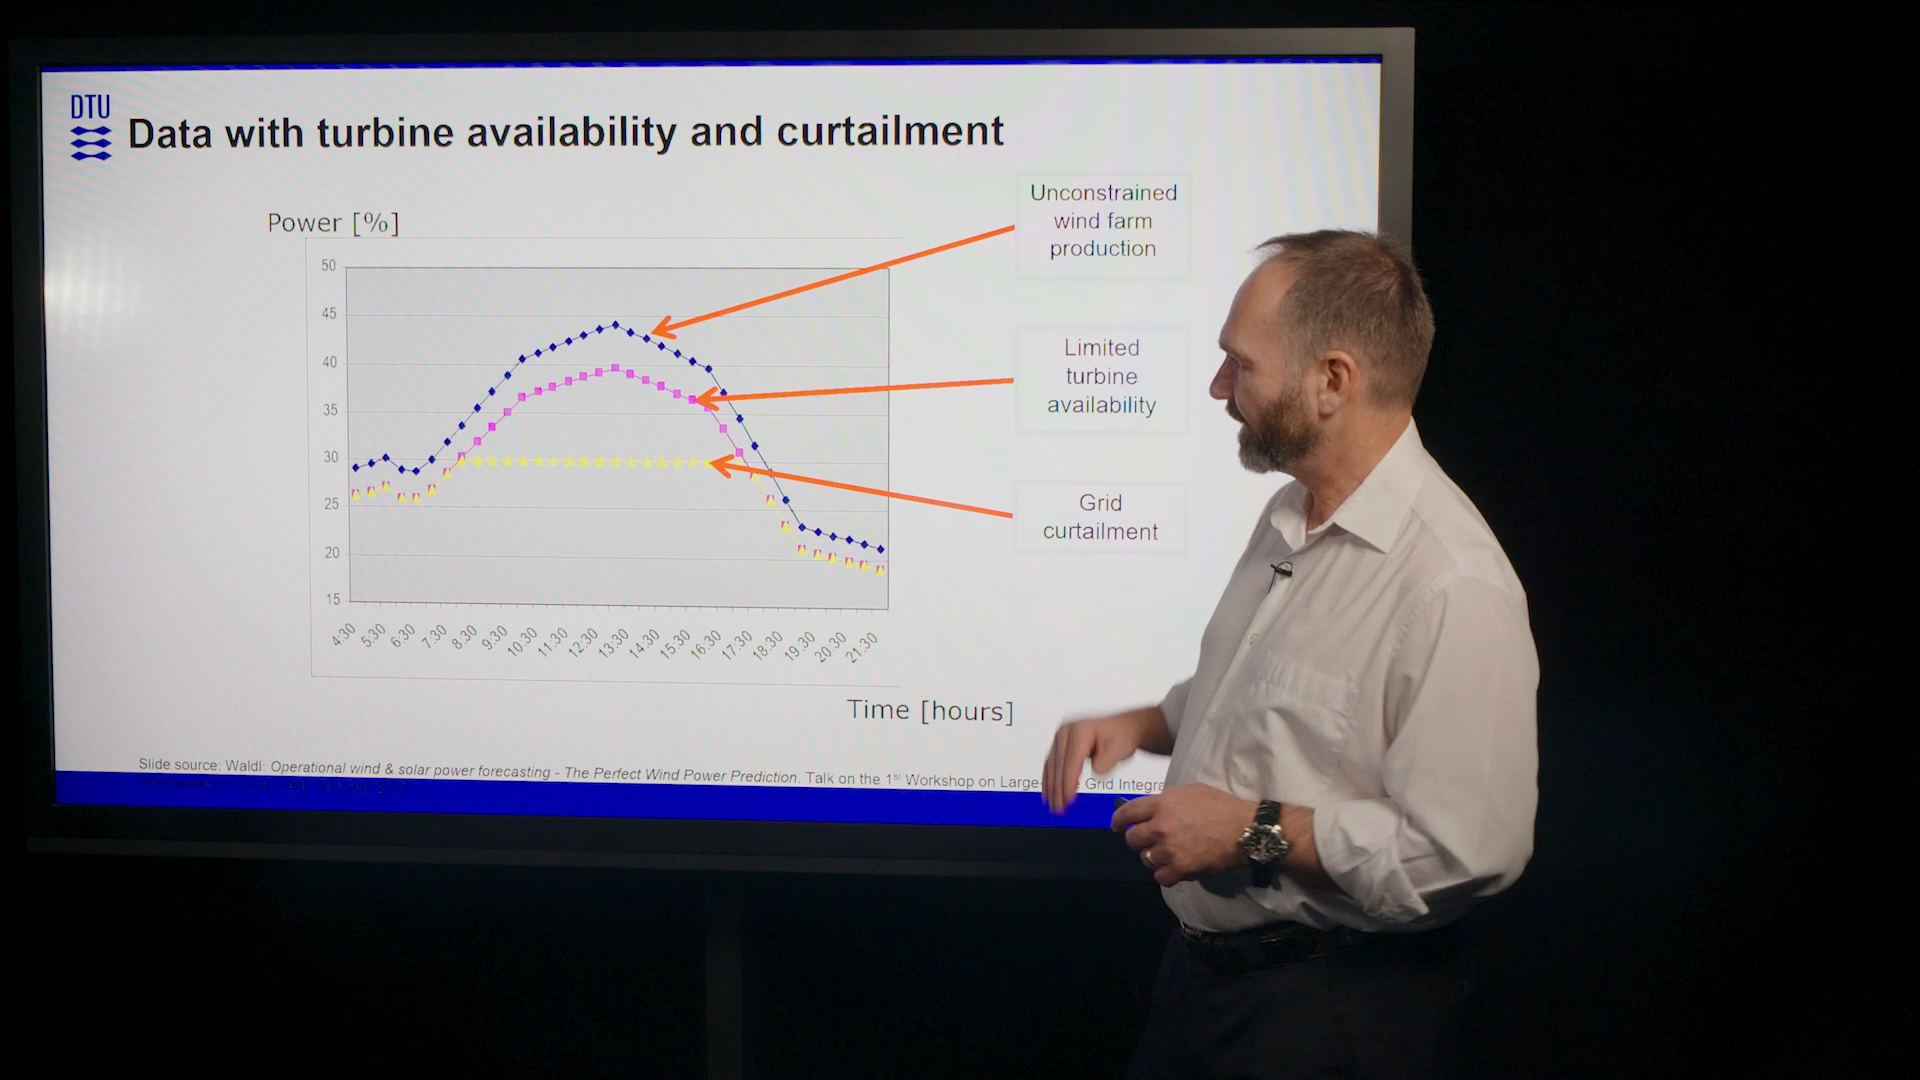 DTU
Data with turbine availability and curtailment
Power [%]
Unconstrained
wind farm
production
Limited
turbine
availability
Grid
curtailment
50
45
40
35
30
25
20
15
4:30
5:30
6:30
7:30
8:30
9:30
10:30
11:30
12:30
13:30
14:30
15:30
16:30
17:30
18:30
19:30
20:30
21:30
Time [hours]
Slide source: Waldl: Operational wind & solar power forecasting - The Perfect Wind Power Prediction. Talk on the 1st Workshop on Large- Grid Integra